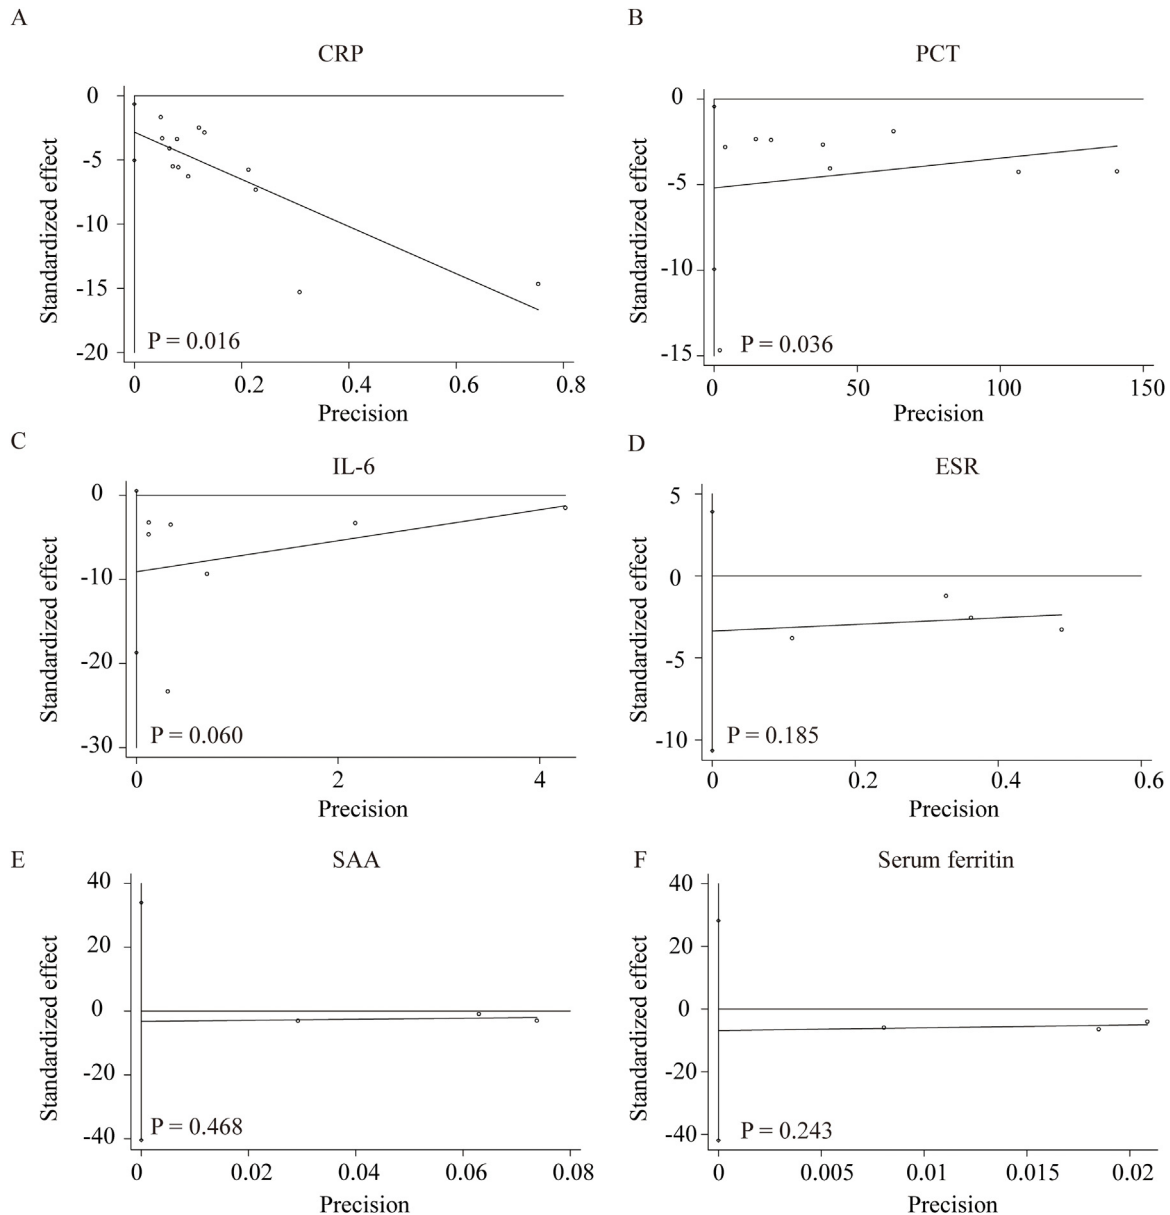 A
CRP
Standardized effect
0
-5
-10
-15
-20
P = 0.016
0 0.2 0.4 0.6 0.8
Precision
B
PCT
Standardized effect
0
-5
-10
-15
P = 0.036
0 50 100 150
Precision
C
IL-6
Standardized effect
0
-10
-20
-30
P = 0.060
0 2 4
Precision
D
ESR
Standardized effect
5
0
-5
-10
P = 0.185
0 0.2 0.4 0.6
Precision
E
SAA
Standardized effect
40
20
0
-20
-40
P = 0.468
0 0.02 0.04 0.06 0.08
Precision
F
Serum ferritin
Standardized effect
40
20
0
-20
-40
P = 0.243
0 0.005 0.01 0.015 0.02
Precision